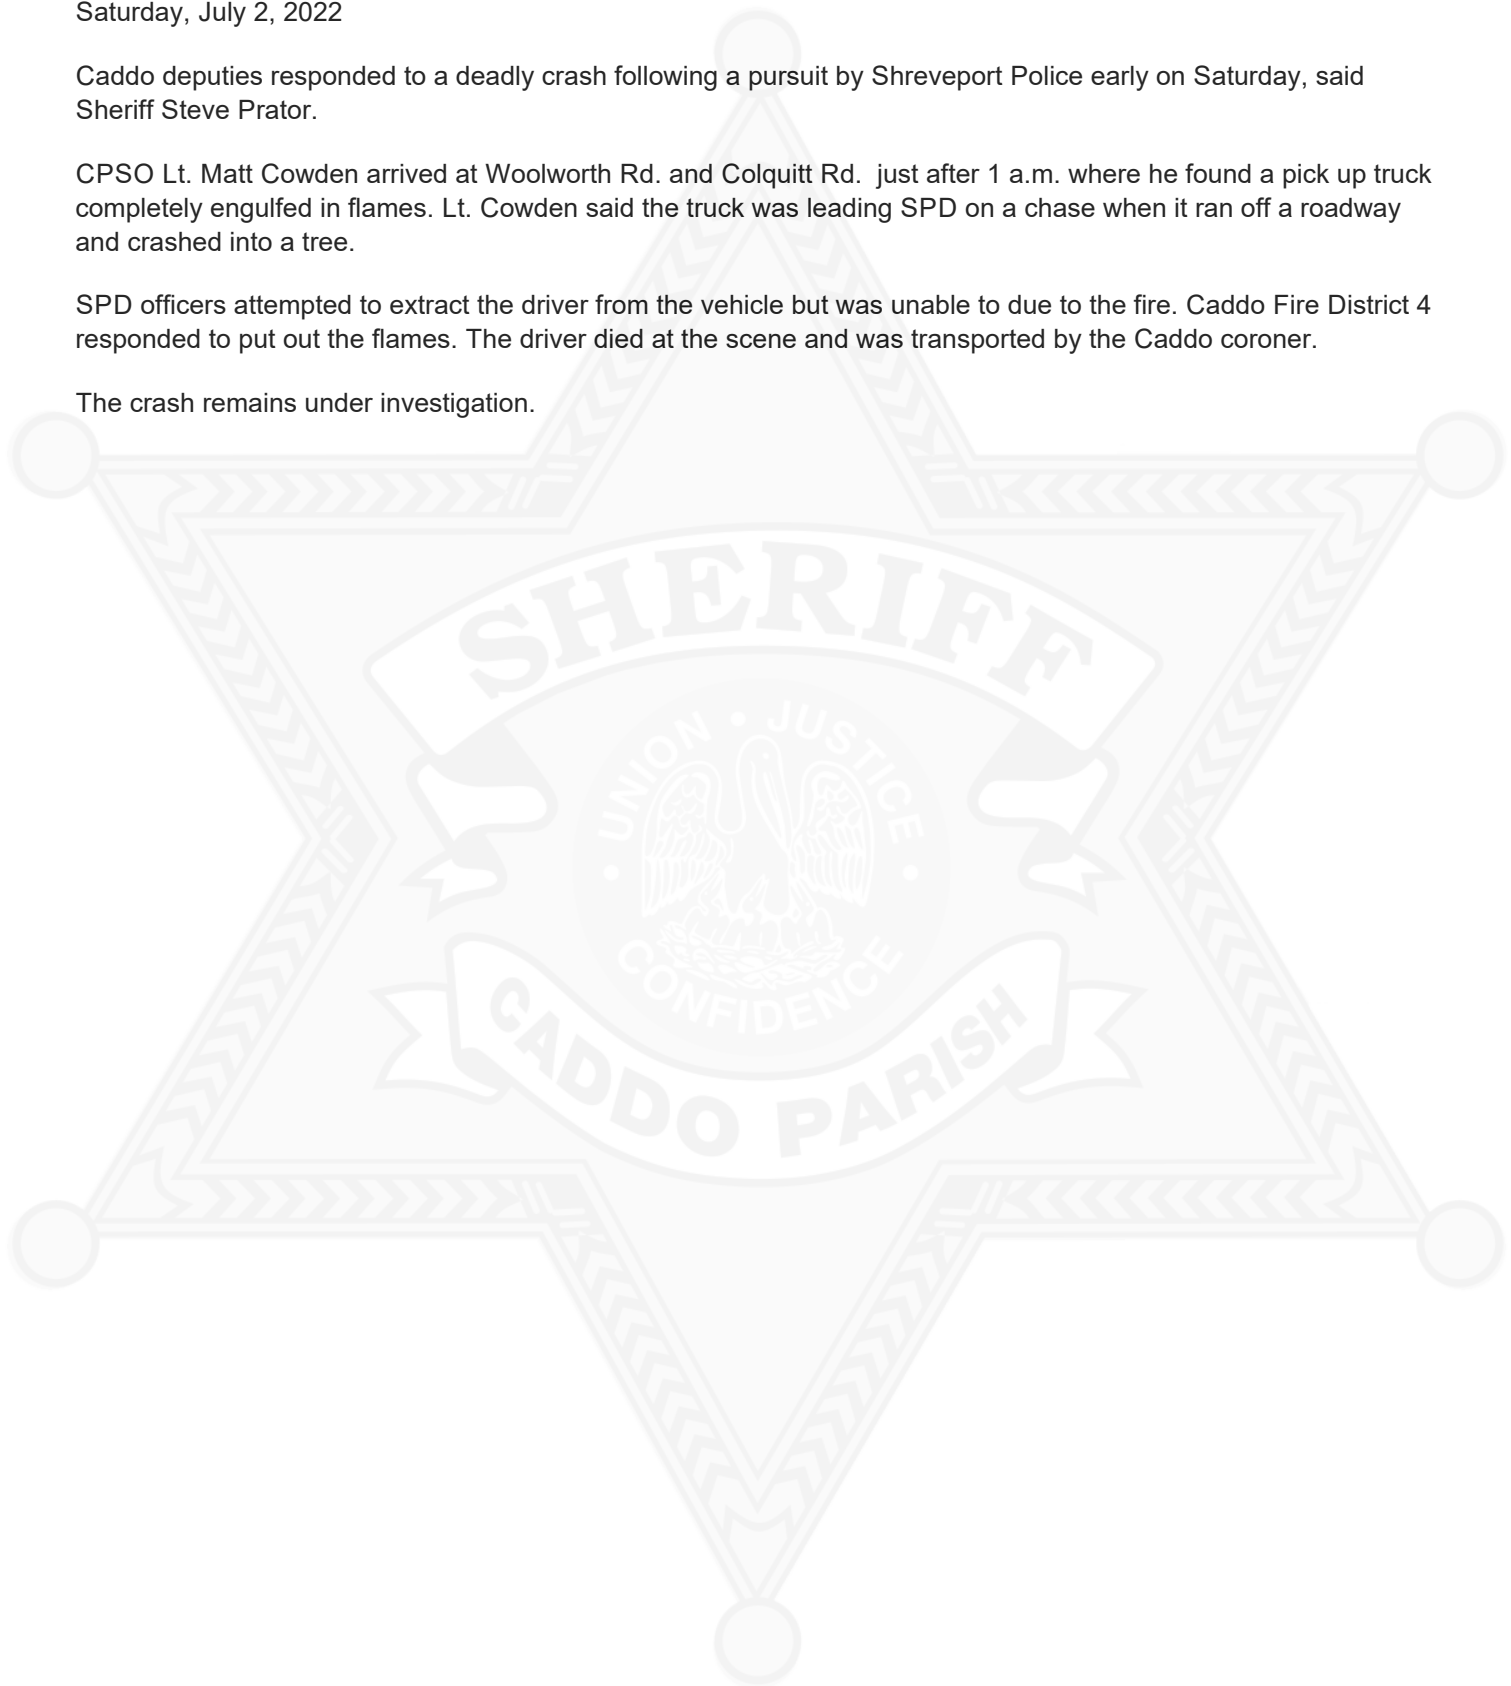 Saturday, July 2, 2022
Caddo deputies responded to a deadly crash following a pursuit by Shreveport Police early on Saturday, said
Sheriff Steve Prator.
CPSO Lt. Matt Cowden arrived at Woolworth Rd. and Colquitt Rd.  just after 1 a.m. where he found a pick up truck
completely engulfed in flames. Lt. Cowden said the truck was leading SPD on a chase when it ran off a roadway
and crashed into a tree.
SPD officers attempted to extract the driver from the vehicle but was unable to due to the fire. Caddo Fire District 4
responded to put out the flames. The driver died at the scene and was transported by the Caddo coroner.
The crash remains under investigation.
SHERIFF
UNION • JUSTICE
• CONFIDENCE •
CADDO PARISH